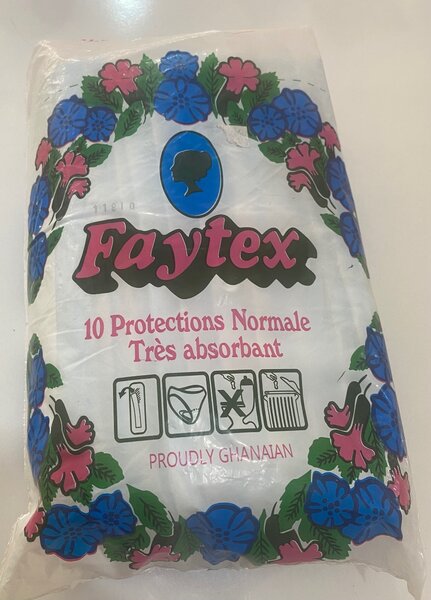 Faytex
10 Protections Normale
Très absorbant
PROUDLY GHANAIAN